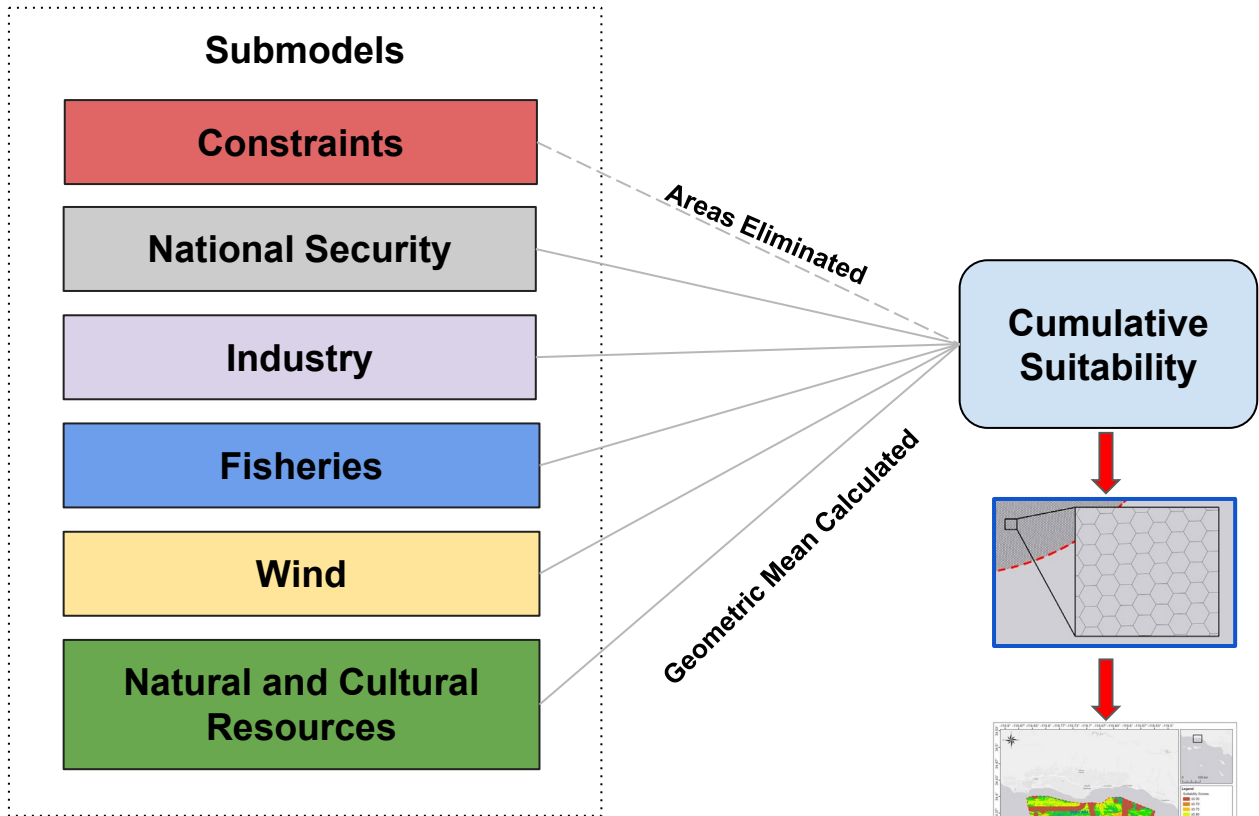 Submodels
Constraints
National Security
Industry
Fisheries
Wind
Natural and Cultural
Resources
Areas Eliminated
Geometric Mean Calculated
Cumulative
Suitability
Legend